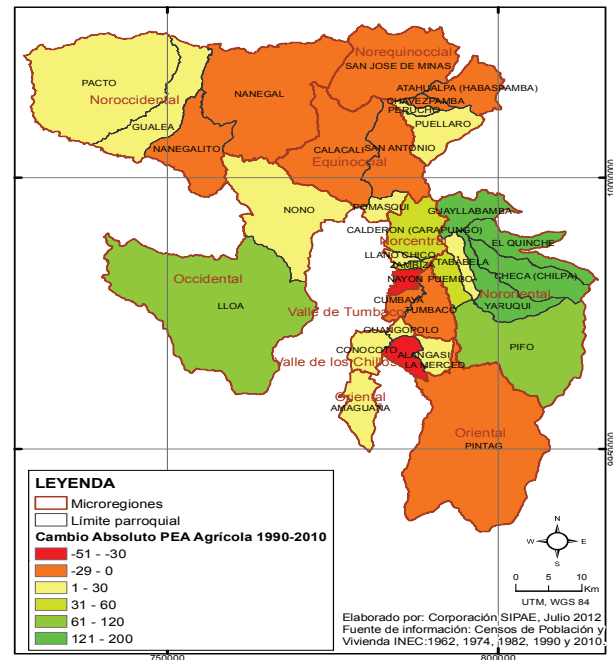 Norequinoccial
SAN JOSE DE MINAS
PACTO
Noroccidental
NANEGAL
ATAHUALPA (HABASPAMBA)
CHAVEZPAMBA
PERUCHO
PUELLARO
GUALEA
NANEGALITO
CALACALI
SAN ANTONIO
Equinoccial
10000000
NONO
POMASQUI
GUAYLLABAMBA
CALDERON (CARAPUNGO)
Norcentral
EL QUINCHE
LLANO CHICO
ZAMBIZA
TABABELA
CHECA (CHILPA)
Occidental
NAYON
PUEMBO
Nororiental
YARUQUI
LLOA
CUMBAYA
Valle de Tumbaco
TUMBACO
GUANGOPOLO
PIFO
CONOCOTO
ALANGASI
Valle de los Chillos
LA MERCED
Oriental
AMAGUAÑA
Oriental
PINTAG
9950000
LEYENDA
Microregiones
Límite parroquial
Cambio Absoluto PEA Agrícola 1990-2010
-51 - -30
-29 - 0
1 - 30
31 - 60
61 - 120
121 - 200
N
W
E
S
0 5 10
Km
UTM, WGS 84
Elaborado por: Corporación SIPAE, Julio 2012
Fuente de información: Censos de Población y
Vivienda INEC:1962, 1974, 1982, 1990 y 2010
750000
800000